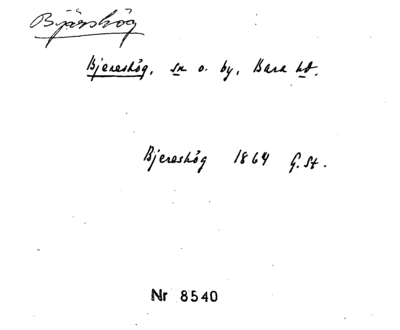 Bjärshög
Bjereshög, sn o. by, Bara hd.
Bjereshög 1864 G. St.
Nr 8540